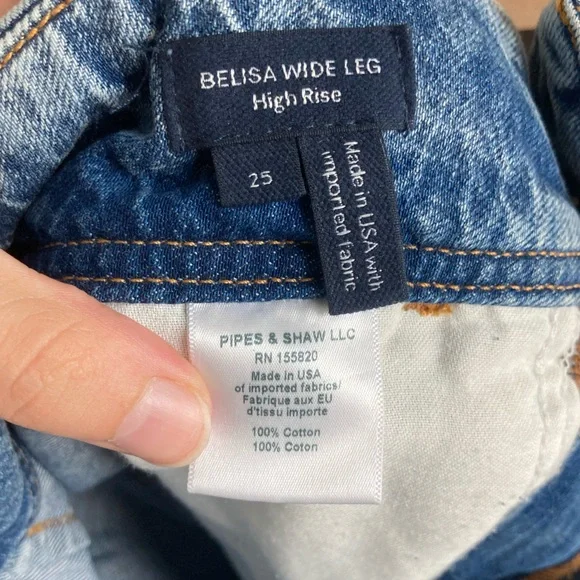 BELISA WIDE LEG
High Rise
25
Made in USA with
imported fabric
PIPES & SHAW LLC
RN 155820
Made in USA
of imported fabrics/
Fabrique aux EU
d'tissu importe
100% Cotton
100% Coton